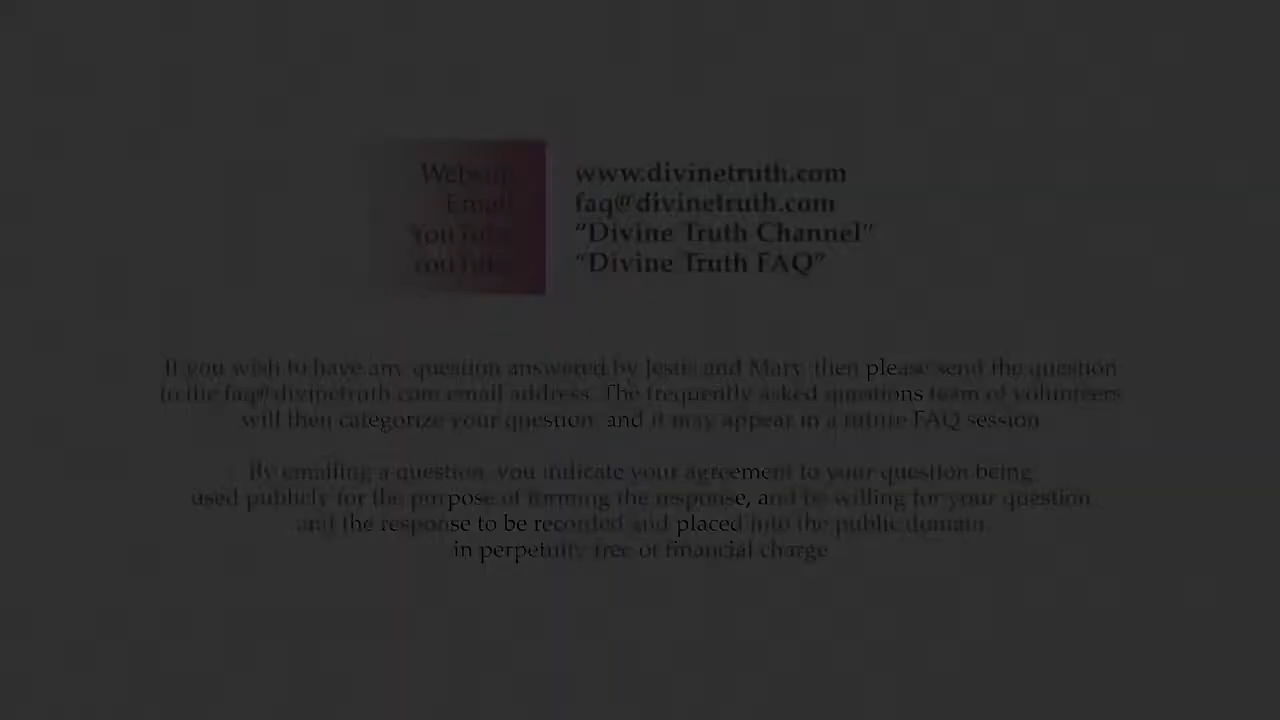 Website www.divinetruth.com
Email faq@divinetruth.com
YouTube “Divine Truth Channel”
YouTube “Divine Truth FAQ”
If you wish to have any question answered by Jesus and Mary, then please send the question
to the faq@divinetruth.com email address. The frequently asked questions team of volunteers
will then categorize your question, and it may appear in a future FAQ session
By emailing a question, you indicate your agreement to your question being
used publicly for the purpose of forming the response, and be willing for your question
and the response to be recorded and placed into the public domain
in perpetuity free of financial charge